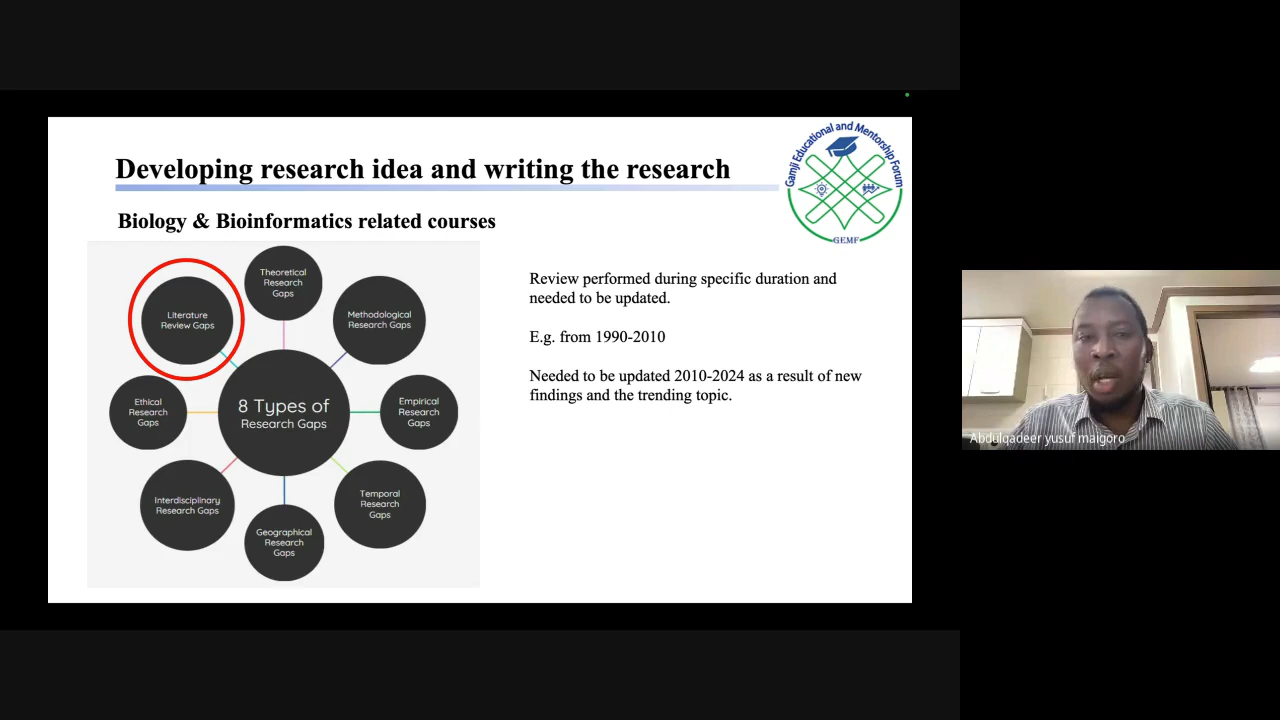 Developing research idea and writing the research
Gamji Educational and Mentorship Forum
GEMF
Biology & Bioinformatics related courses
Theoretical
Research
Gaps
Literature
Review Gaps
Methodological
Research Gaps
Ethical
Research
Gaps
8 Types of
Research Gaps
Empirical
Research
Gaps
Interdisciplinary
Research Gaps
Temporal
Research
Gaps
Geographical
Research
Gaps
Review performed during specific duration and
needed to be updated.
E.g. from 1990-2010
Needed to be updated 2010-2024 as a result of new
findings and the trending topic.
Abdulqadeer yusuf maigoro